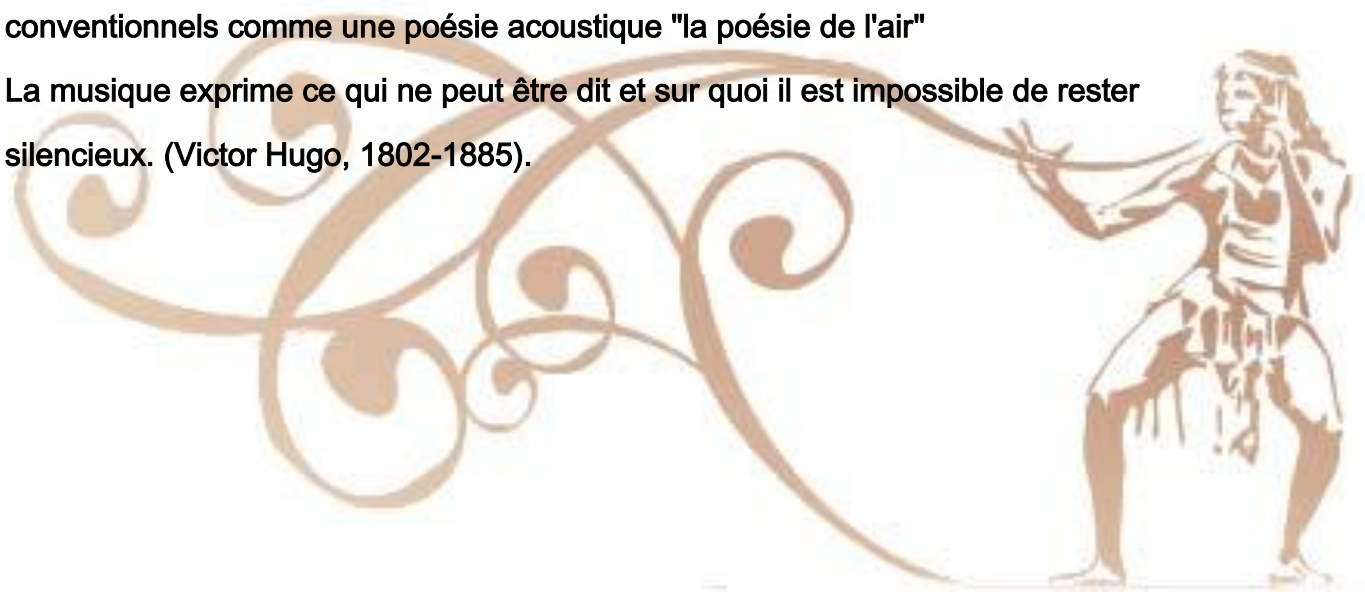 conventionnels comme une poésie acoustique "la poésie de l'air"
La musique exprime ce qui ne peut être dit et sur quoi il est impossible de rester
silencieux. (Victor Hugo, 1802-1885).